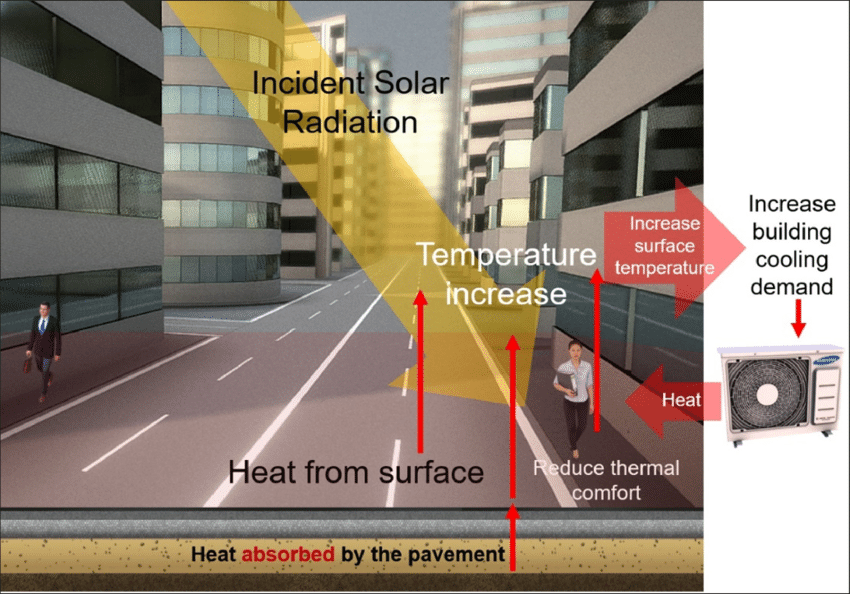 Incident Solar
Radiation
Temperature
increase
Increase
surface
temperature
Increase
building
cooling
demand
Heat
Heat from surface
Reduce thermal
comfort
Heat absorbed by the pavement